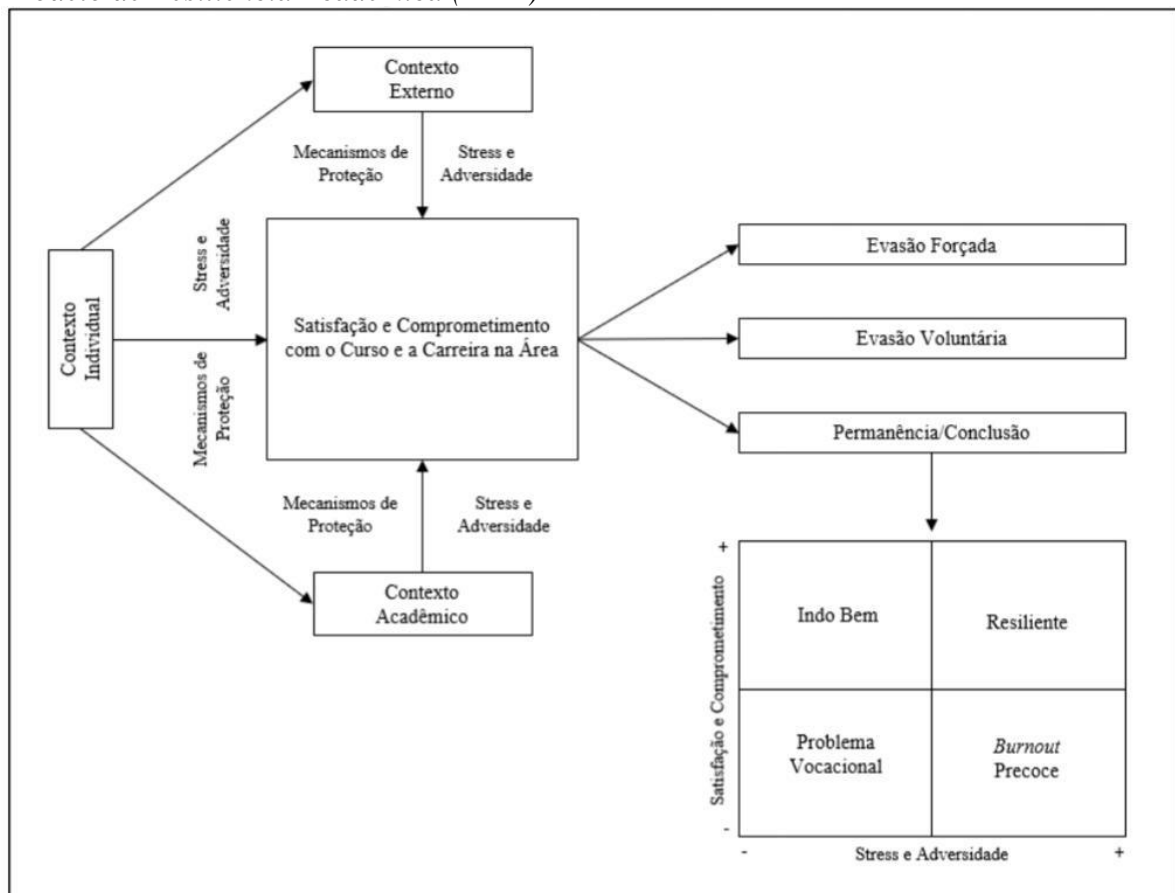 Contexto
Externo
Mecanismos de
Proteção
Stress e
Adversidade
Stress e
Adversidade
Contexto
Individual
Mecanismos de
Proteção
Satisfação e Comprometimento
com o Curso e a Carreira na Área
Mecanismos de
Proteção
Stress e
Adversidade
Contexto
Acadêmico
Evasão Forçada
Evasão Voluntária
Permanência/Conclusão
+
Satisfação e Comprometimento
-
Indo Bem
Resiliente
Problema
Vocacional
Burnout
Precoce
-
Stress e Adversidade
+